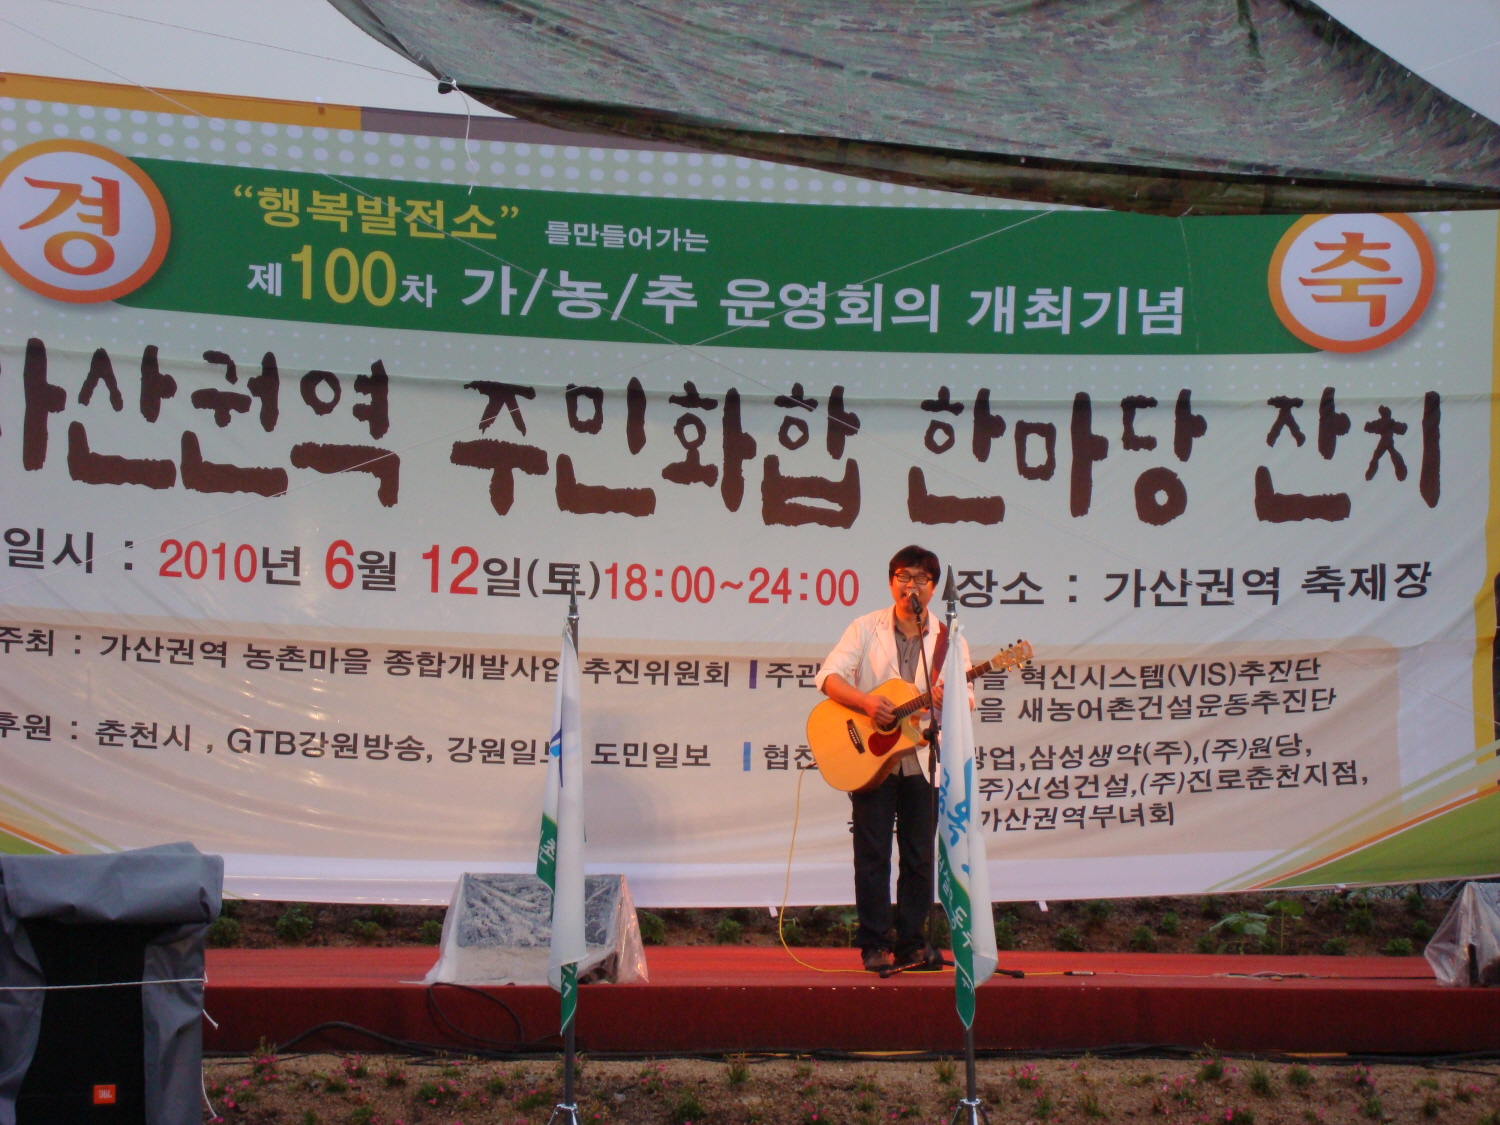 경 축
“행복발전소” 를만들어가는
제100차 가/농/추 운영회의 개최기념
가산권역 주민화합 한마당 잔치
일시 : 2010년 6월 12일(토)18:00~24:00 장소 : 가산권역 축제장
주최 : 가산권역 농촌마을 종합개발사업 추진위원회
주관
을 혁신시스템(VIS)추진단
을 새농어촌건설운동추진단
후원 : 춘천시 , GTB강원방송, 강원일보 도민일보
협찬
광업,삼성생약(주),(주)원당,
(주)신성건설,(주)진로춘천지점,
가산권역부녀회
JBL